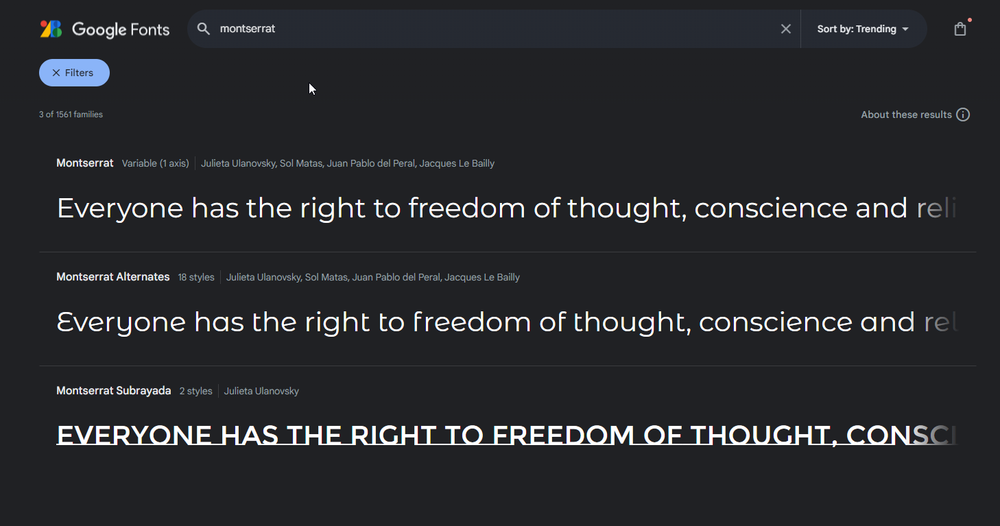 Google Fonts
montserrat
Sort by: Trending
Filters
3 of 1561 families
About these results
Montserrat Variable (1 axis) Julieta Ulanovsky, Sol Matas, Juan Pablo del Peral, Jacques Le Bailly
Everyone has the right to freedom of thought, conscience and reli
Montserrat Alternates 18 styles Julieta Ulanovsky, Sol Matas, Juan Pablo del Peral, Jacques Le Bailly
Everyone has the right to freedom of thought, conscience and rel
Montserrat Subrayada 2 styles Julieta Ulanovsky
EVERYONE HAS THE RIGHT TO FREEDOM OF THOUGHT, CONSCI